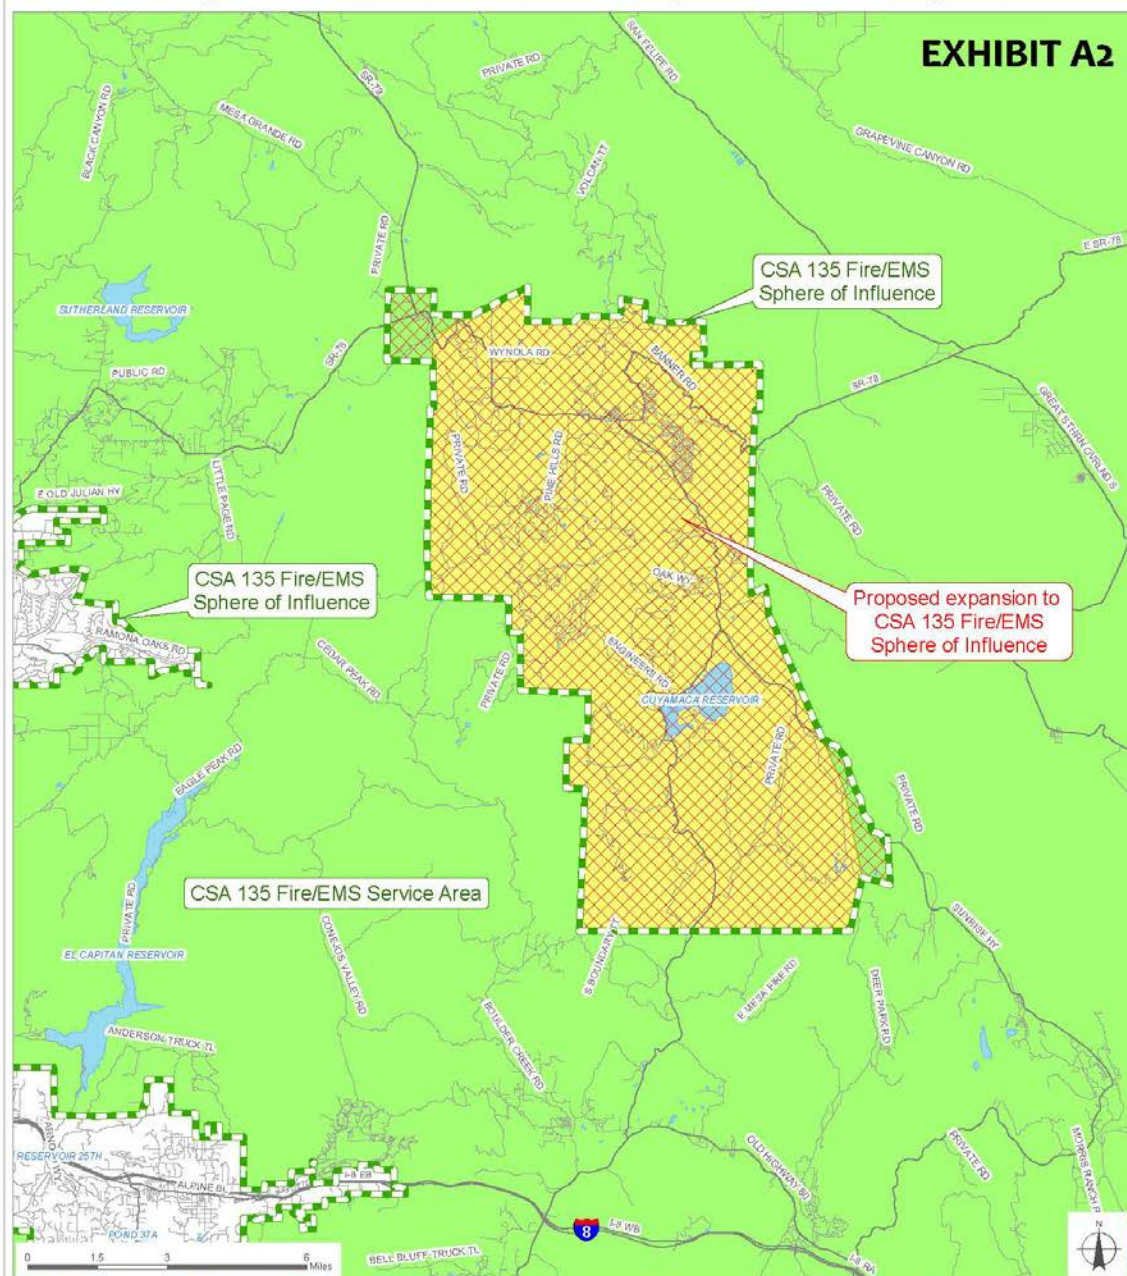 EXHIBIT A2
SAN FELIPE RD
PRIVATE RD
SR-79
BLACK CANYON RD
MESA GRANDE RD
GRAPEVINE CANYON RD
VOLCAN TT
PRIVATE RD
E SR-78
CSA 135 Fire/EMS
Sphere of Influence
SUTHERLAND RESERVOIR
SR-78
WYNOLA RD
BANNER RD
PUBLIC RD
SR-78
GREAT STHRN OVRLND S
PRIVATE RD
PINE HILLS RD
LITTLE PAGE RD
E OLD JULIAN HY
PRIVATE RD
CSA 135 Fire/EMS
Sphere of Influence
OAK WY
Proposed expansion to
CSA 135 Fire/EMS
Sphere of Influence
RAMONA OAKS RD
CEDAR PEAK RD
PRIVATE RD
ENGINEERS RD
CUYAMACA RESERVOIR
PRIVATE RD
EAGLE PEAK RD
PRIVATE RD
CSA 135 Fire/EMS Service Area
PRIVATE RD
SUNRISE HY
EL CAPITAN RESERVOIR
CONEJOS VALLEY RD
S BOUNDARY TT
E MESA FIRE RD
DEER PARK RD
ANDERSON TRUCK TL
BOULDER CREEK RD
RESERVOIR 25TH
OLD HIGHWAY 80
PRIVATE RD
MORRIS RANCH R
I-8 EB
ALPINE BL
POND 37A
8
I-8 WB
I-8 RA
BELL BLUFF TRUCK TL
N
0 1.5 3 6
Miles